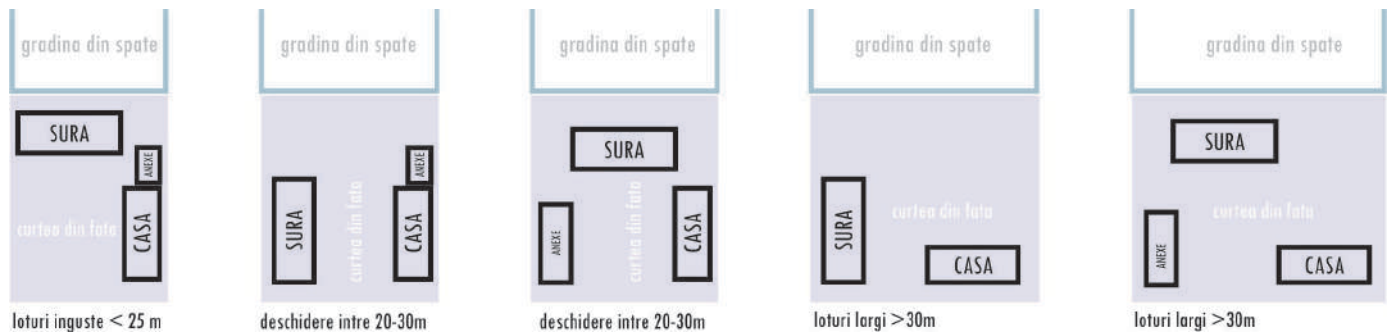 gradina din spate
SURA
ANEXE
CASA
curtea din fata
loturi inguste < 25 m
gradina din spate
ANEXE
SURA
CASA
curtea din fata
deschidere intre 20-30m
gradina din spate
SURA
ANEXE
CASA
curtea din fata
deschidere intre 20-30m
gradina din spate
SURA
curtea din fata
CASA
loturi largi >30m
gradina din spate
SURA
curtea din fata
ANEXE
CASA
loturi largi >30m